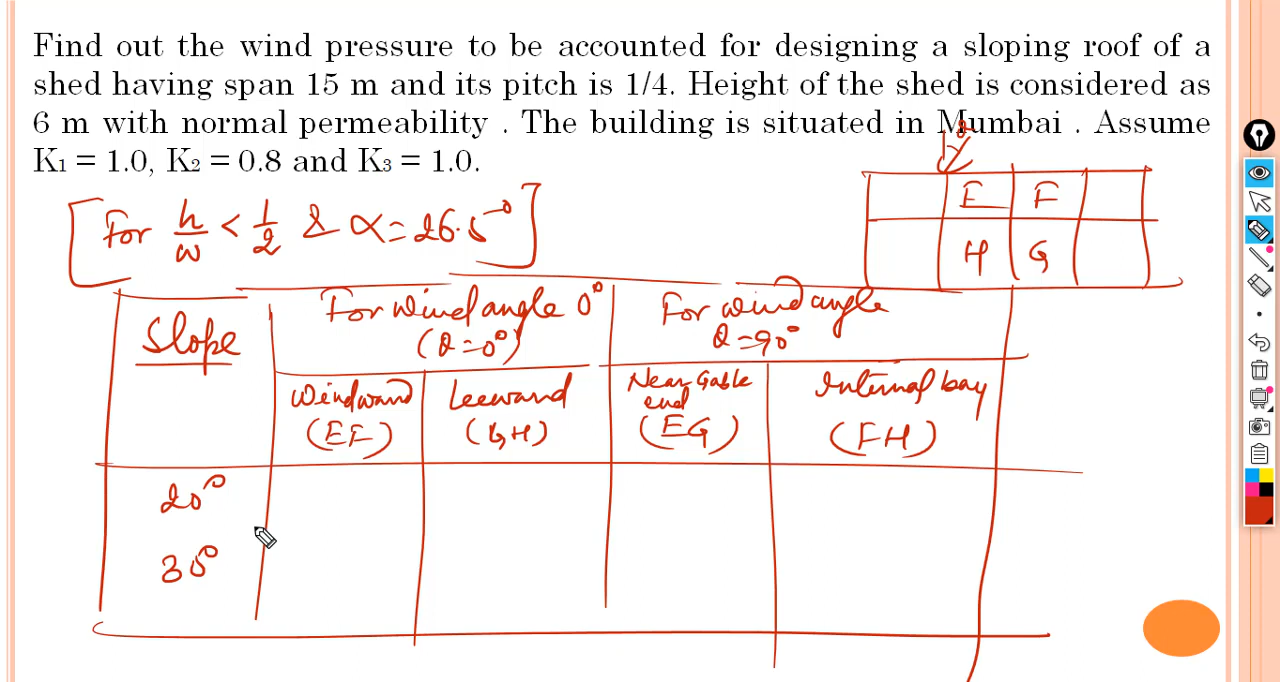 Find out the wind pressure to be accounted for designing a sloping roof of a
shed having span 15 m and its pitch is 1/4. Height of the shed is considered as
6 m with normal permeability . The building is situated in Mumbai . Assume
K1 = 1.0, K2 = 0.8 and K3 = 1.0.
E F
H G
[For h/w < 1/2 & α = 26.5°]
Slope
For wind angle 0°
(θ = 0°)
For wind angle
θ = 90°
Windward
(EF)
Leeward
(GH)
Near Gable
end
(EG)
Internal bay
(FH)
20°
30°